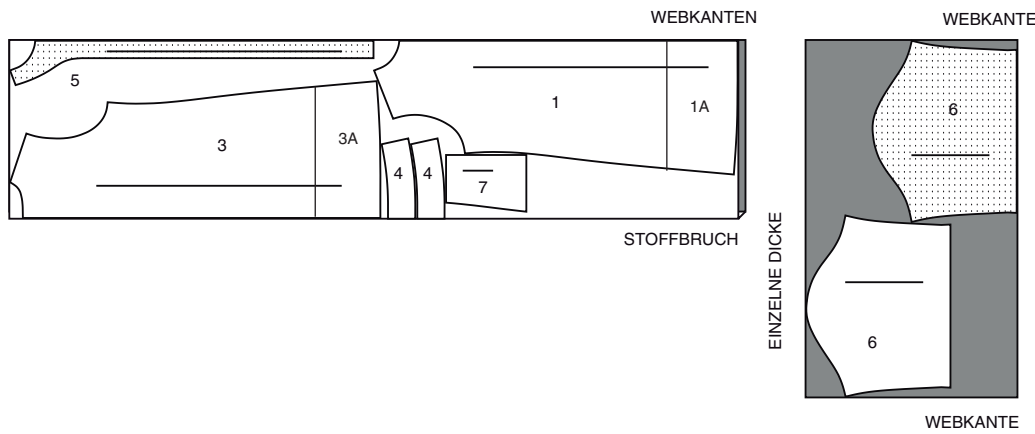 WEBKANTEN
5
3
3A
4
4
7
1
1A
STOFFBRUCH
EINZELNE DICKE
WEBKANTE
6
6
WEBKANTE